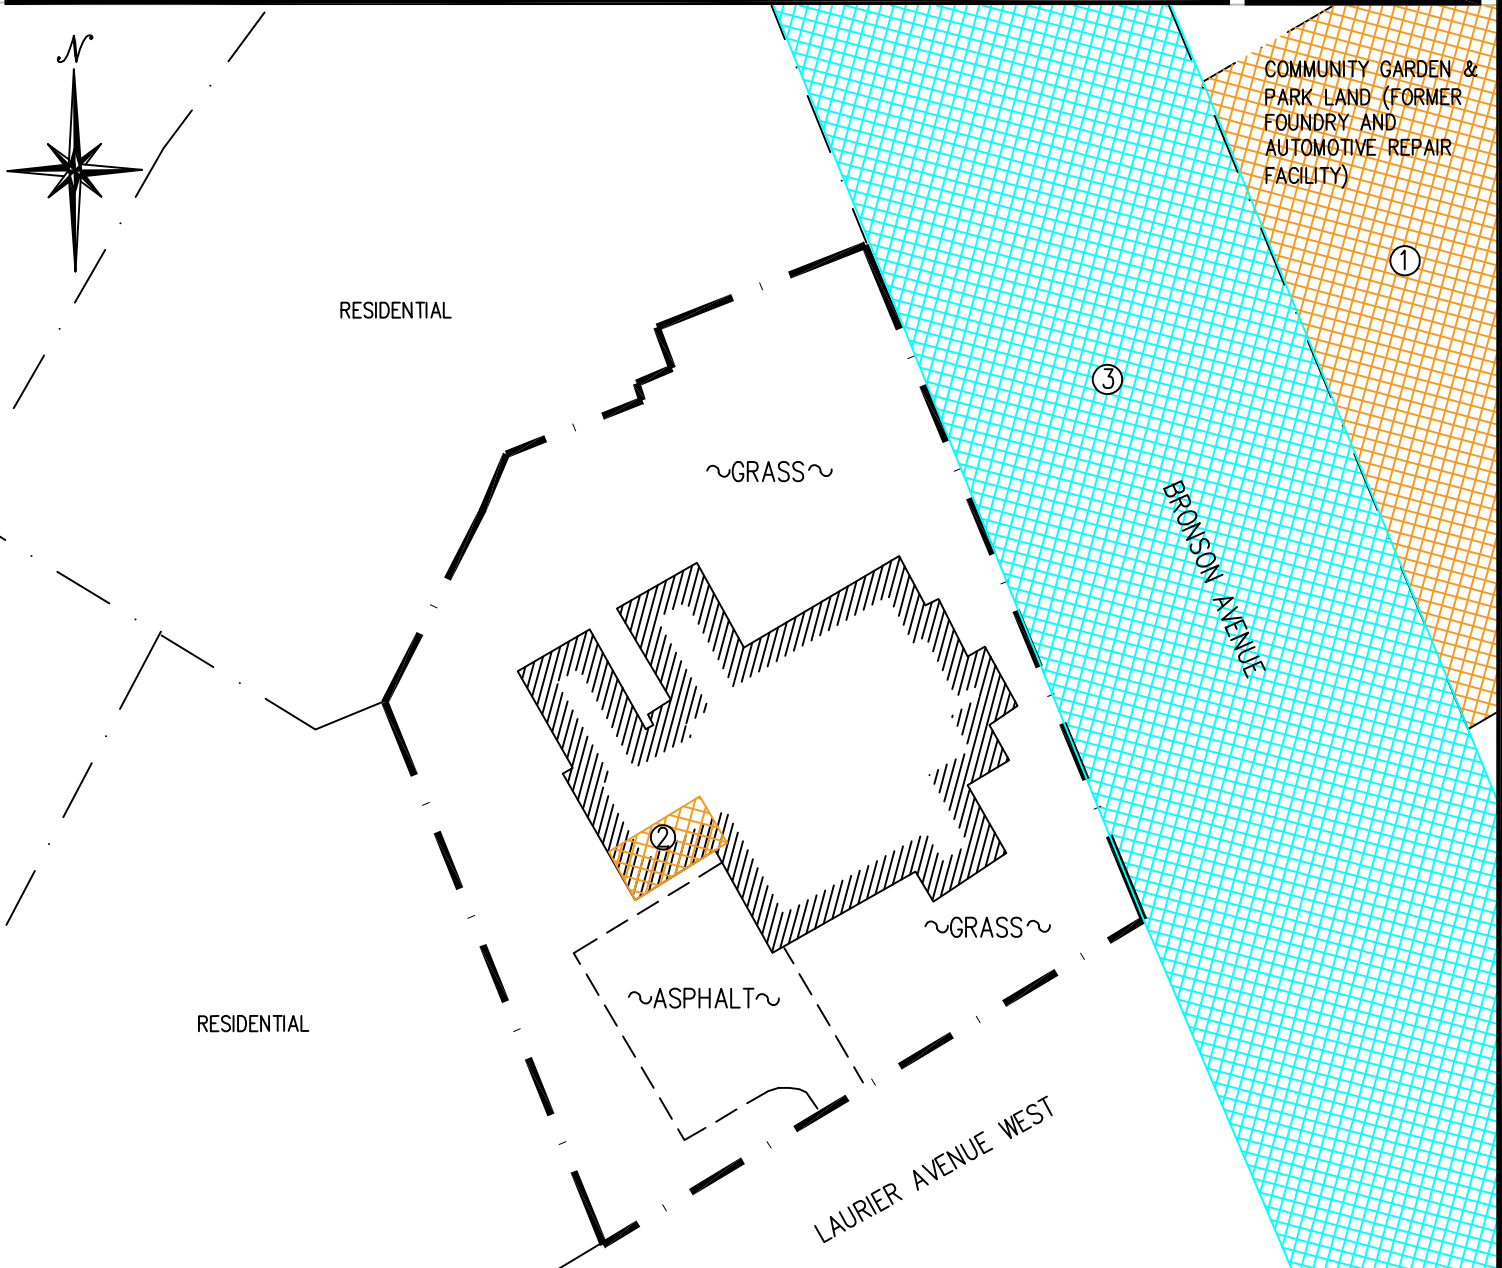 N
COMMUNITY GARDEN &
PARK LAND (FORMER
FOUNDRY AND
AUTOMOTIVE REPAIR
FACILITY)
1
RESIDENTIAL
3
~GRASS~
BRONSON AVENUE
2
~GRASS~
~ASPHALT~
RESIDENTIAL
LAURIER AVENUE WEST